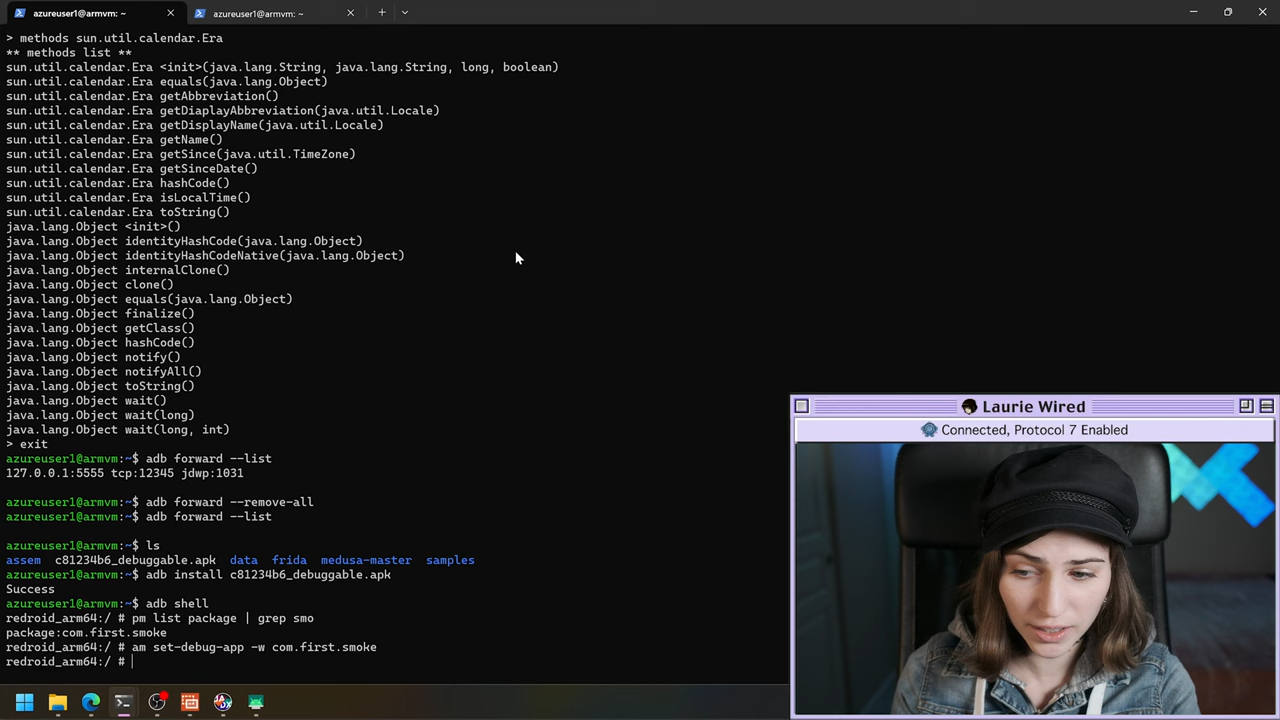 azureuser1@armvm: ~
azureuser1@armvm: ~
> methods sun.util.calendar.Era
** methods list **
sun.util.calendar.Era <init>(java.lang.String, java.lang.String, long, boolean)
sun.util.calendar.Era equals(java.lang.Object)
sun.util.calendar.Era getAbbreviation()
sun.util.calendar.Era getDiaplayAbbreviation(java.util.Locale)
sun.util.calendar.Era getDisplayName(java.util.Locale)
sun.util.calendar.Era getName()
sun.util.calendar.Era getSince(java.util.TimeZone)
sun.util.calendar.Era getSinceDate()
sun.util.calendar.Era hashCode()
sun.util.calendar.Era isLocalTime()
sun.util.calendar.Era toString()
java.lang.Object <init>()
java.lang.Object identityHashCode(java.lang.Object)
java.lang.Object identityHashCodeNative(java.lang.Object)
java.lang.Object internalClone()
java.lang.Object clone()
java.lang.Object equals(java.lang.Object)
java.lang.Object finalize()
java.lang.Object getClass()
java.lang.Object hashCode()
java.lang.Object notify()
java.lang.Object notifyAll()
java.lang.Object toString()
java.lang.Object wait()
java.lang.Object wait(long)
java.lang.Object wait(long, int)
> exit
azureuser1@armvm:~$ adb forward --list
127.0.0.1:5555 tcp:12345 jdwp:1031
azureuser1@armvm:~$ adb forward --remove-all
azureuser1@armvm:~$ adb forward --list
azureuser1@armvm:~$ ls
assem c81234b6_debuggable.apk data frida medusa-master samples
azureuser1@armvm:~$ adb install c81234b6_debuggable.apk
Success
azureuser1@armvm:~$ adb shell
redroid_arm64:/ # pm list package | grep smo
package:com.first.smoke
redroid_arm64:/ # am set-debug-app -w com.first.smoke
redroid_arm64:/ #
Laurie Wired
Connected, Protocol 7 Enabled